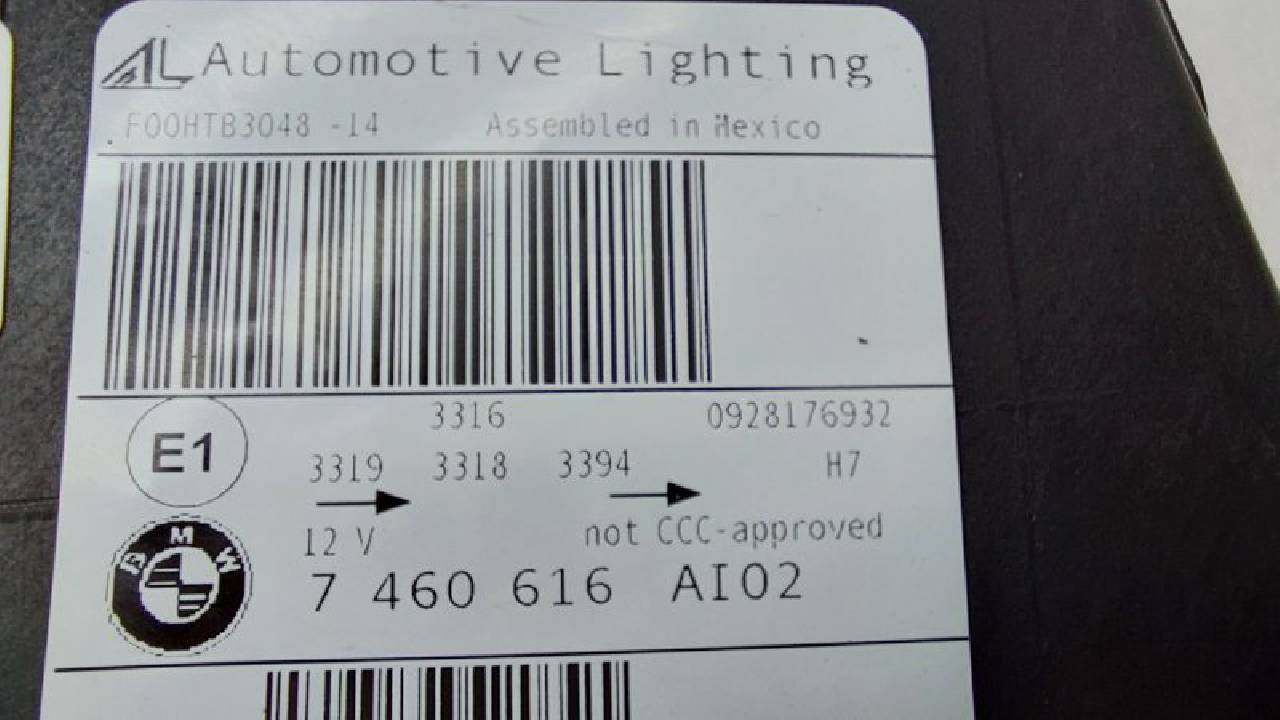 AL Automotive Lighting
F00HTB3048 -14 Assembled in Mexico
3316 0928176932
E1 3319 3318 3394 H7
12 V not CCC-approved
BMW
7 460 616 AI02